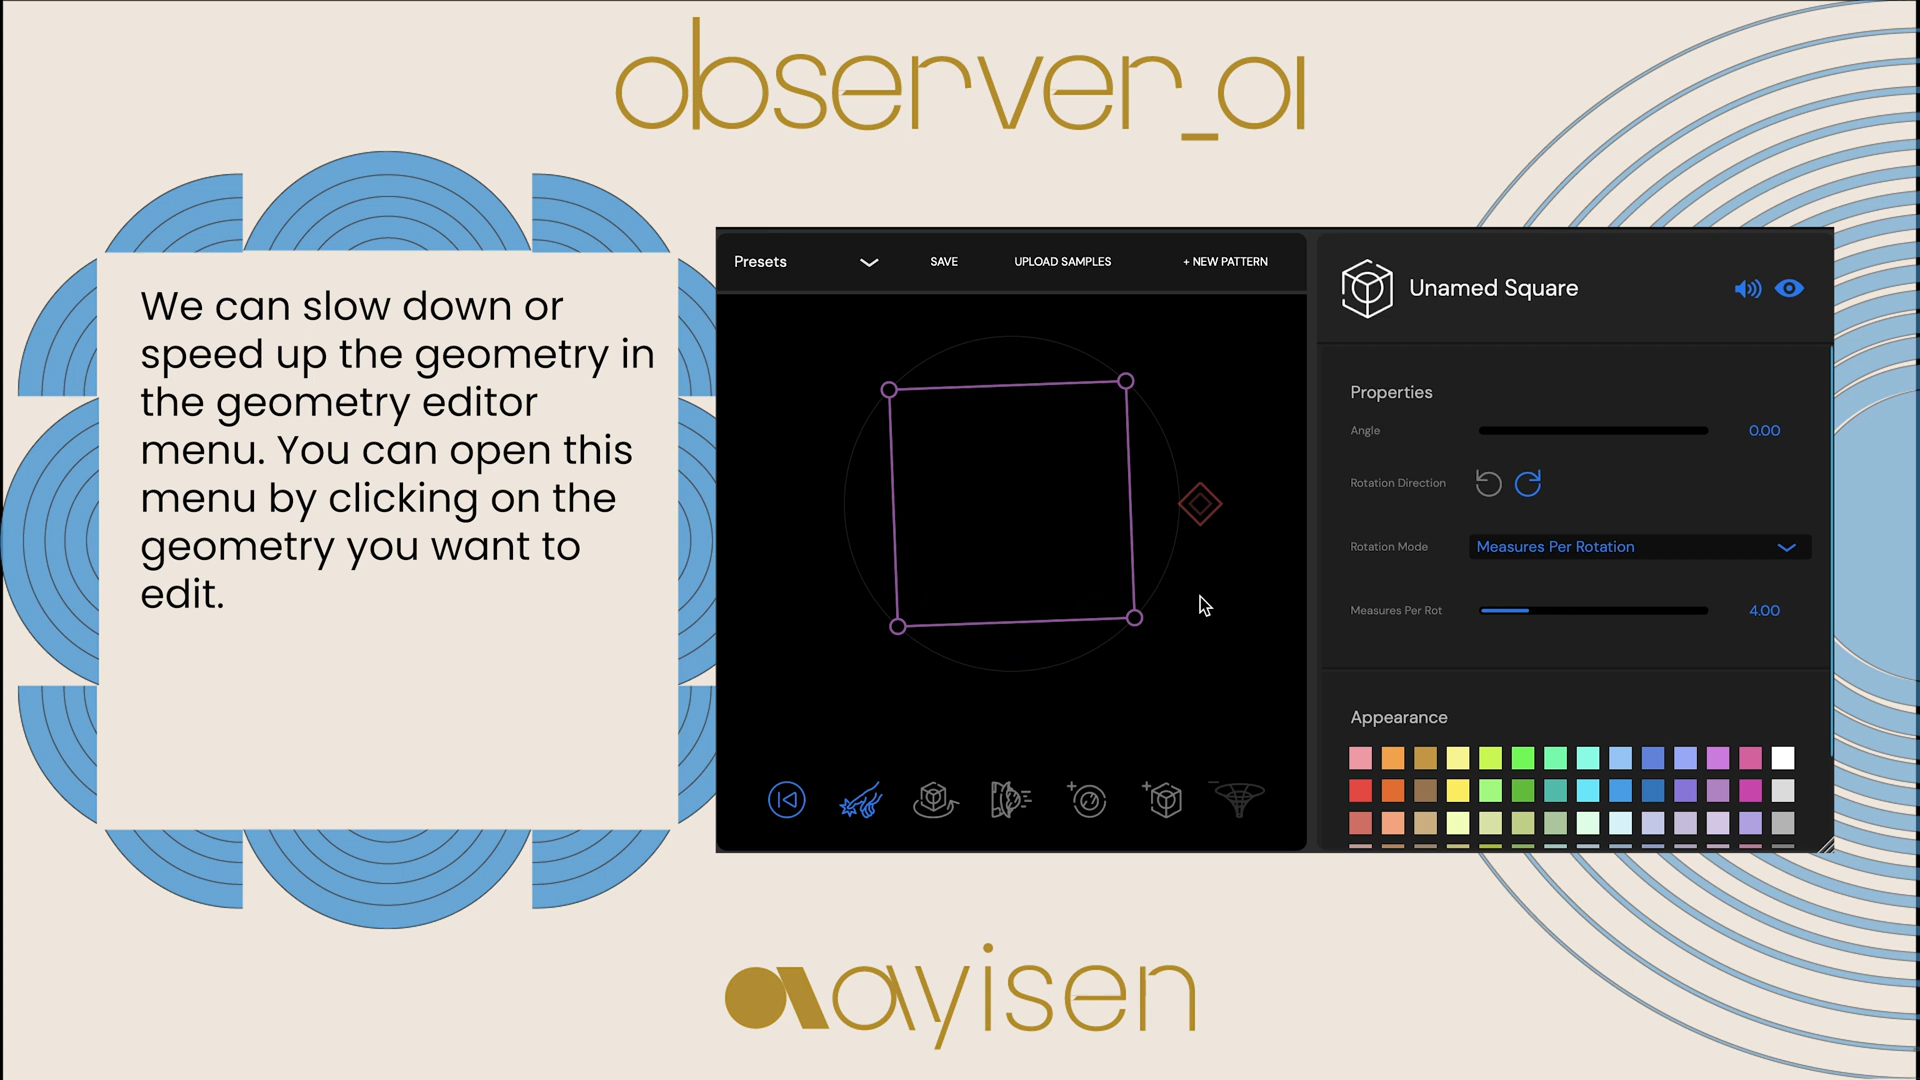 observer_ai
We can slow down or
speed up the geometry in
the geometry editor
menu. You can open this
menu by clicking on the
geometry you want to
edit.
Presets
SAVE
UPLOAD SAMPLES
+ NEW PATTERN
Unamed Square
Properties
Angle
0.00
Rotation Direction
Rotation Mode
Measures Per Rotation
Measures Per Rot
4.00
Appearance
ayisen